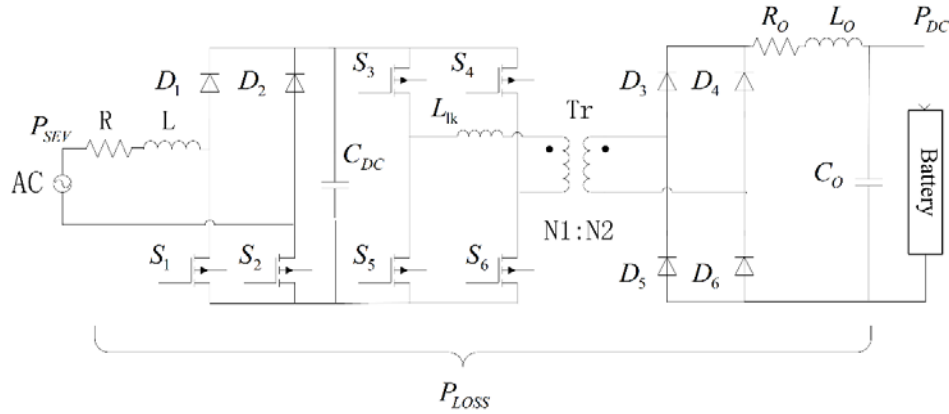 R_O L_O P_DC
S_3 S_4
D_1 D_2 D_3 D_4
L_lk Tr
P_SEV R L
C_DC C_O Battery
AC
N1:N2
S_1 S_2 S_5 S_6 D_5 D_6
P_LOSS